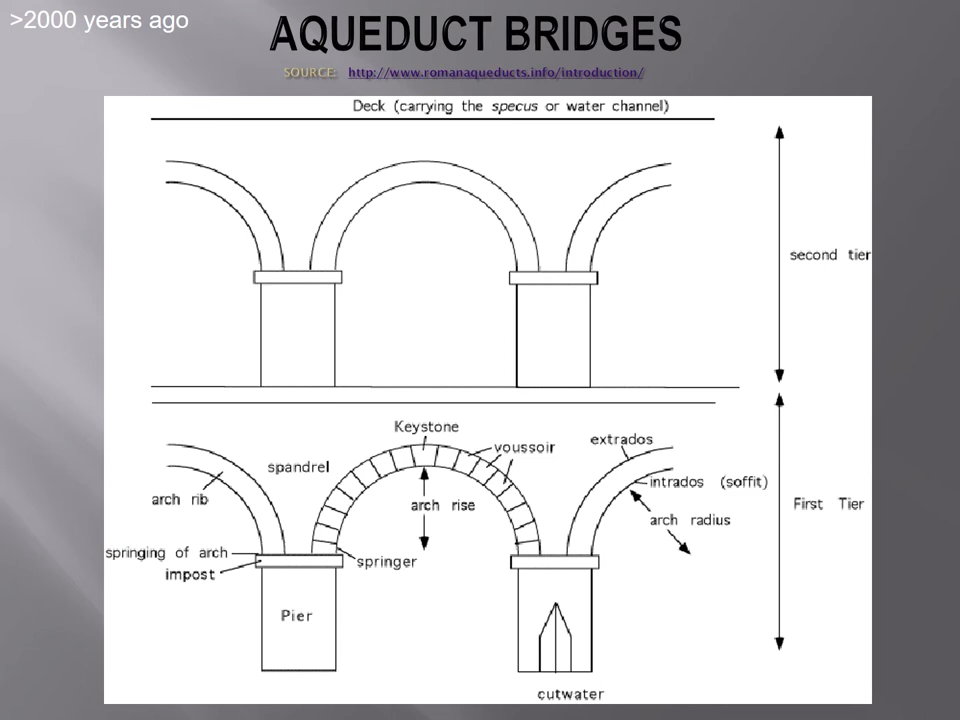 >2000 years ago
AQUEDUCT BRIDGES
SOURCE: http://www.romanaqueducts.info/introduction/
Deck (carrying the specus or water channel)
second tier
Keystone
voussoir
extrados
spandrel
intrados (soffit)
arch rib
arch rise
First Tier
arch radius
springing of arch
springer
impost
Pier
cutwater